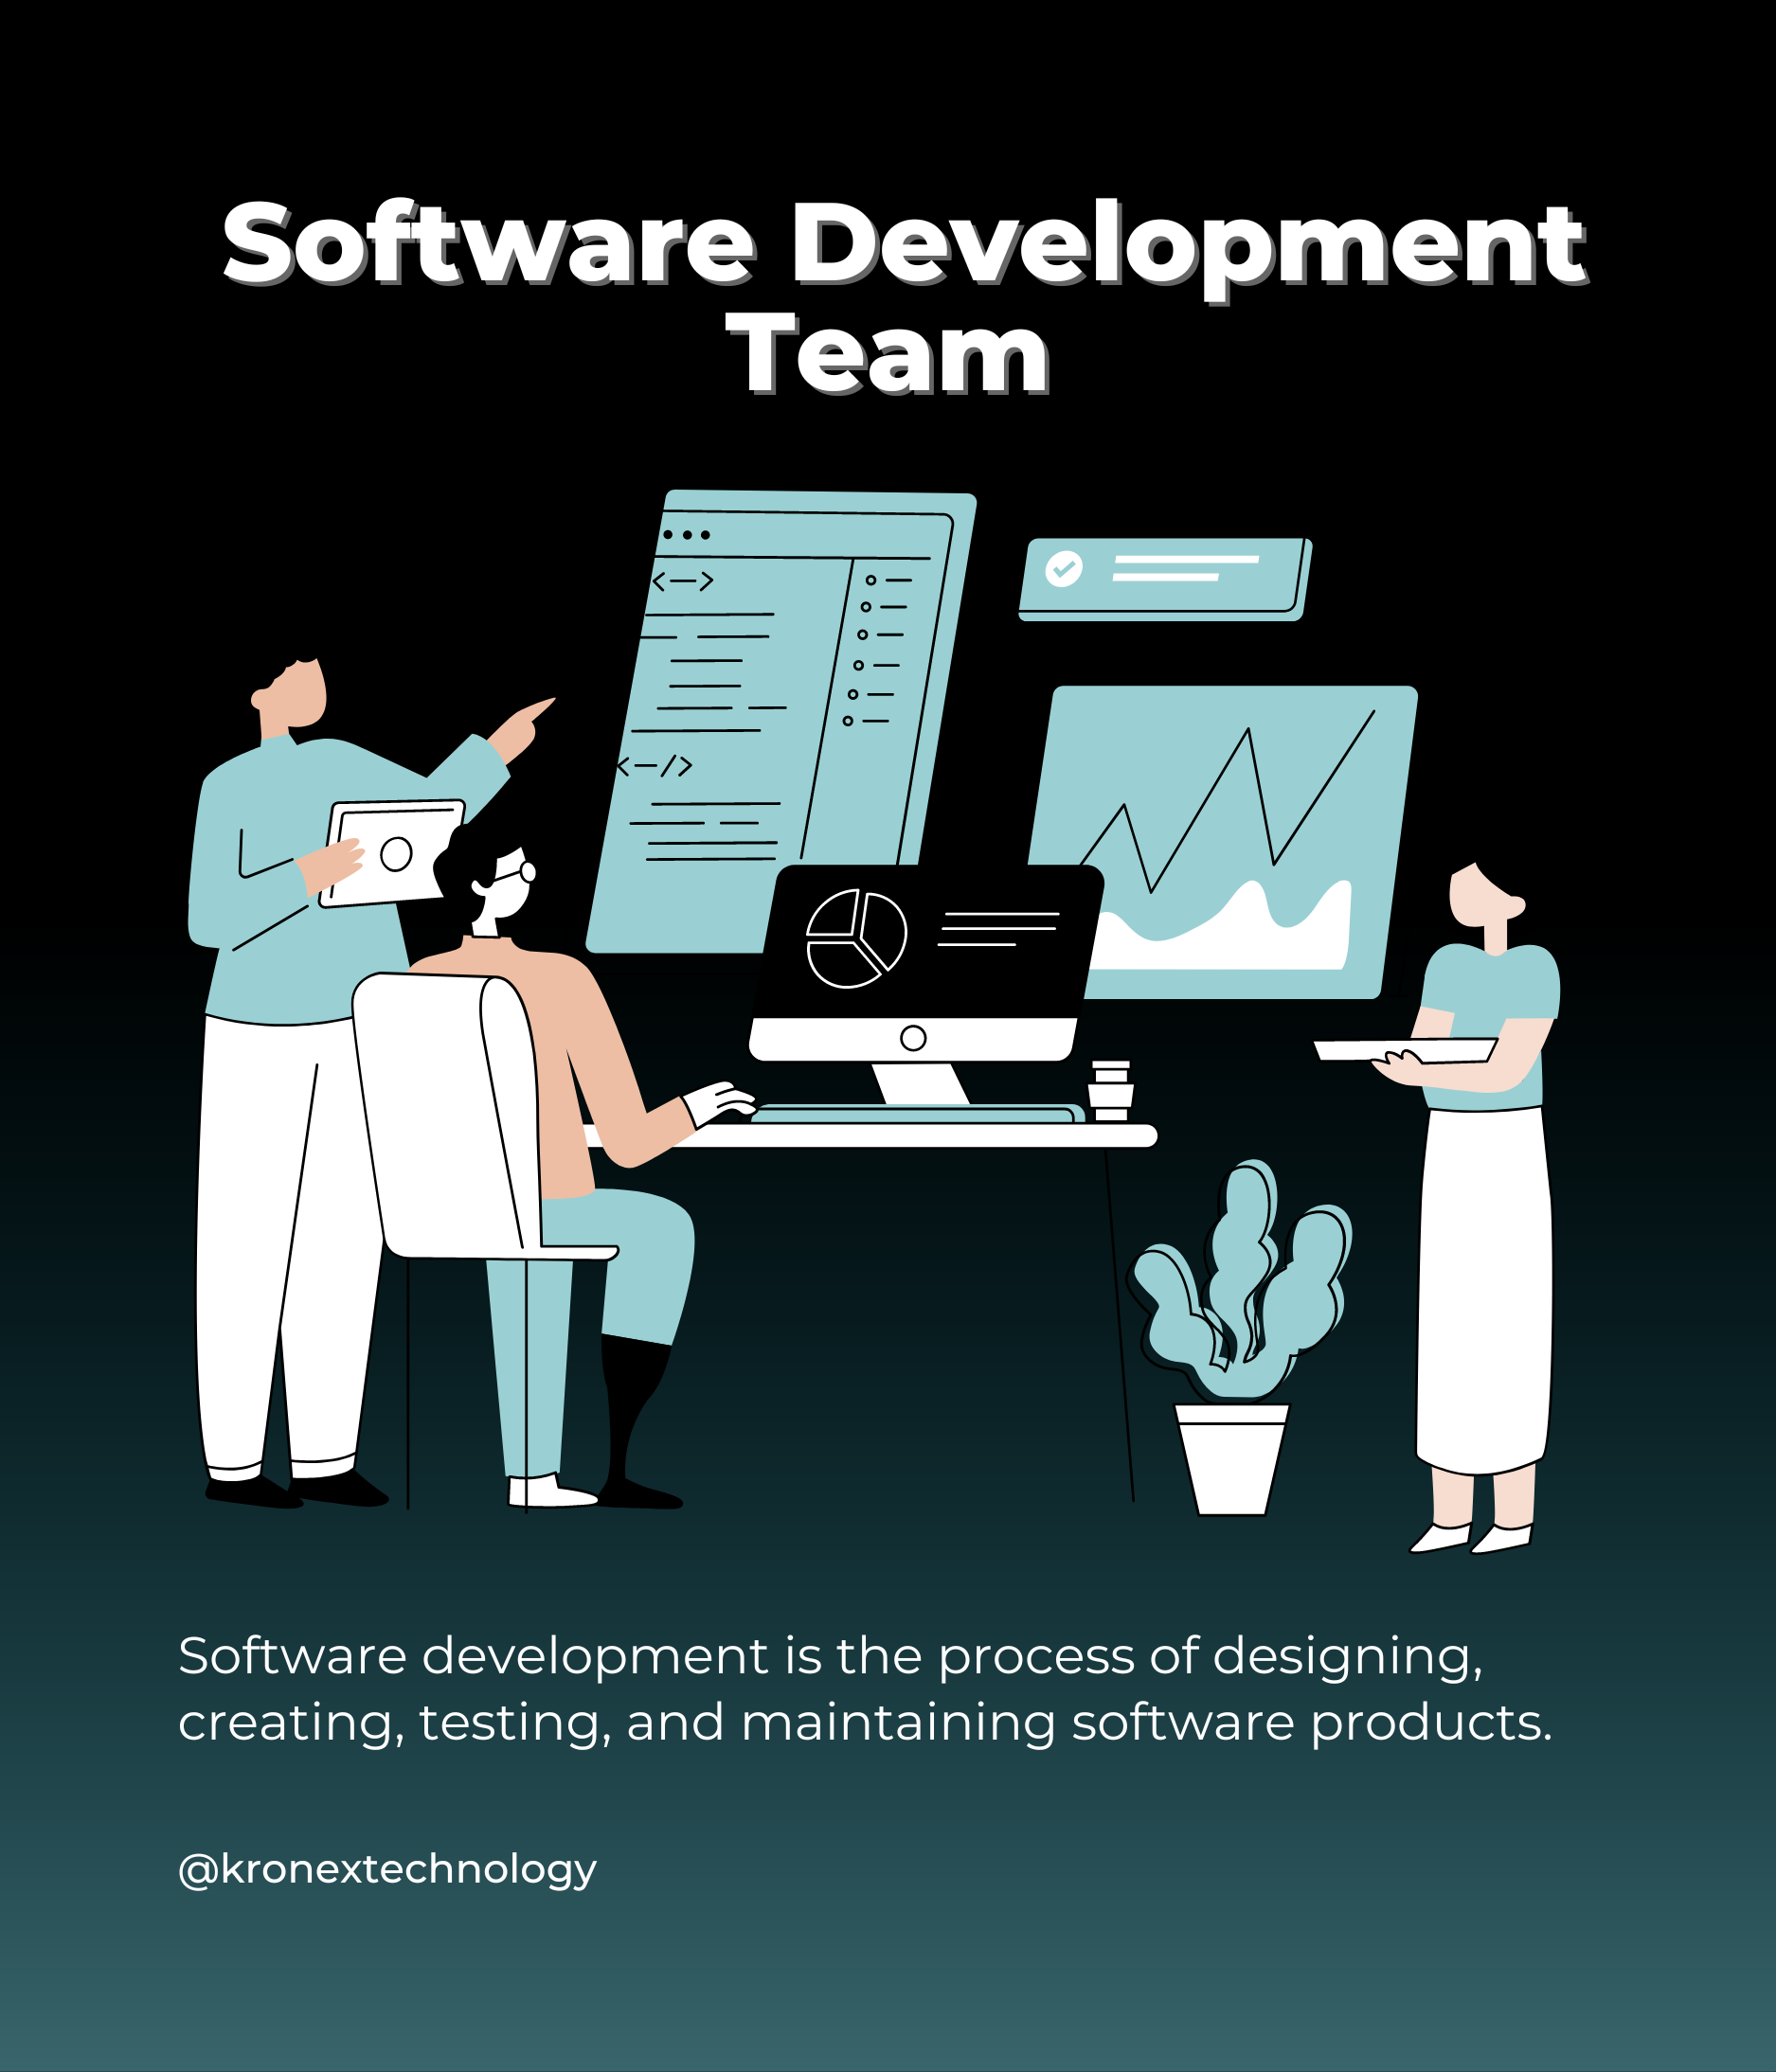 Software Development
Team
Software development is the process of designing,
creating, testing, and maintaining software products.
@kronextechnology